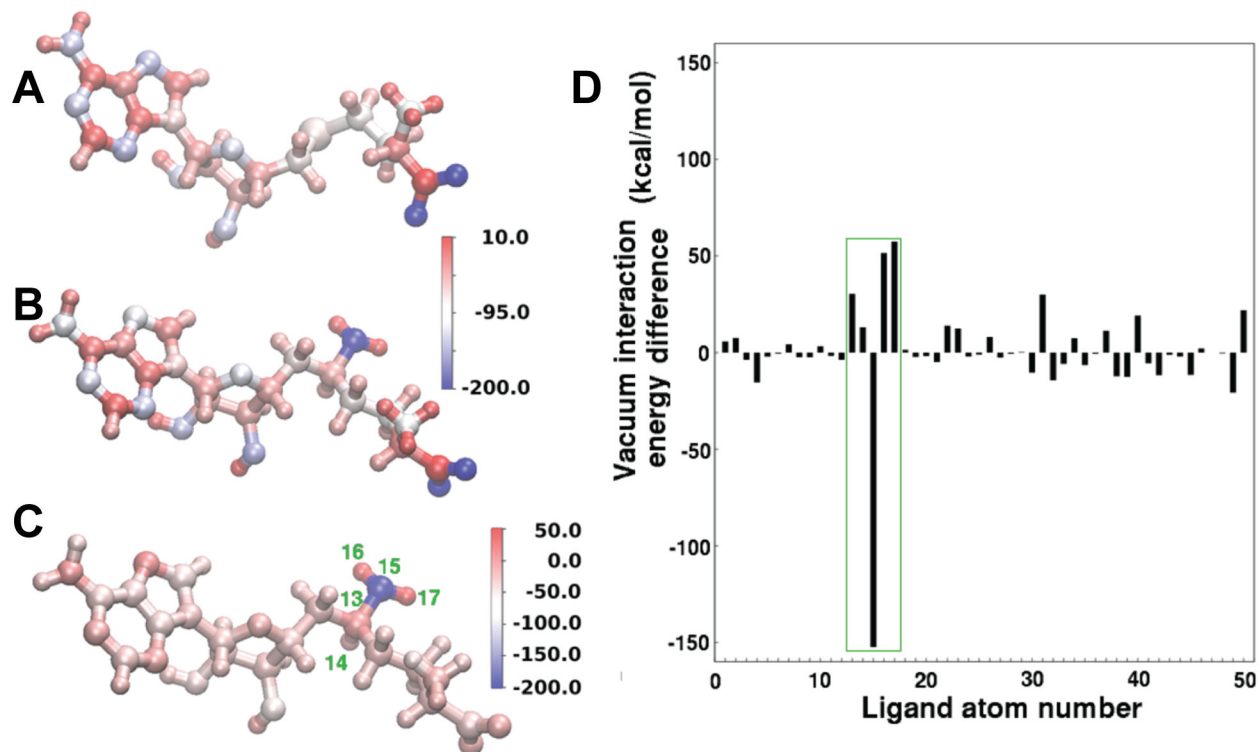 A
B
C
D
10.0
-95.0
-200.0
50.0
0.0
-50.0
-100.0
-150.0
-200.0
16
15
13
17
14
Vacuum interaction (kcal/mol)
energy difference
150
100
50
0
-50
-100
-150
0 10 20 30 40 50
Ligand atom number